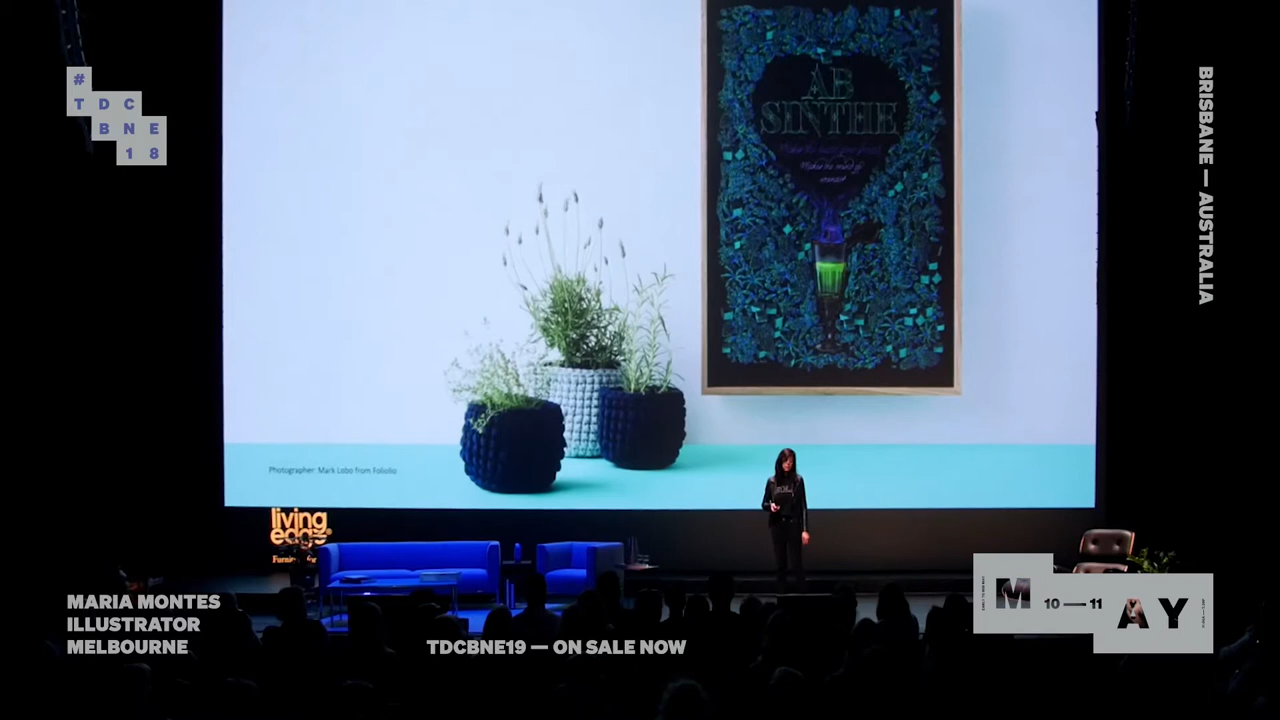 #
TDC
BNE
18
BRISBANE — AUSTRALIA
AB
SINTHE
Photographer: Mark Lobo from Foliolio
living
edge
MARIA MONTES
ILLUSTRATOR
MELBOURNE
TDCBNE19 — ON SALE NOW
M 10 — 11
AY